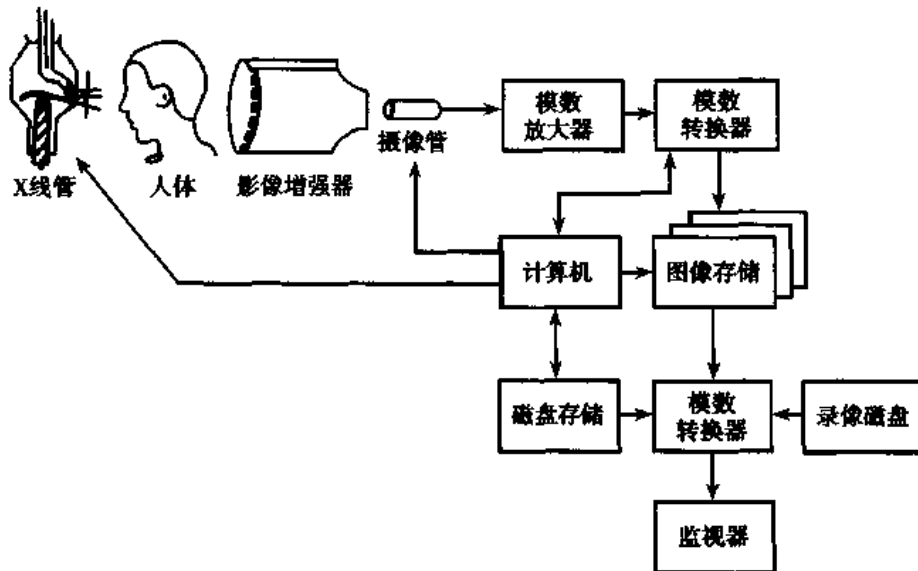 模数
放大器
模数
转换器
摄像管
X线管
人体
影像增强器
计算机
图像存储
磁盘存储
模数
转换器
录像磁盘
监视器